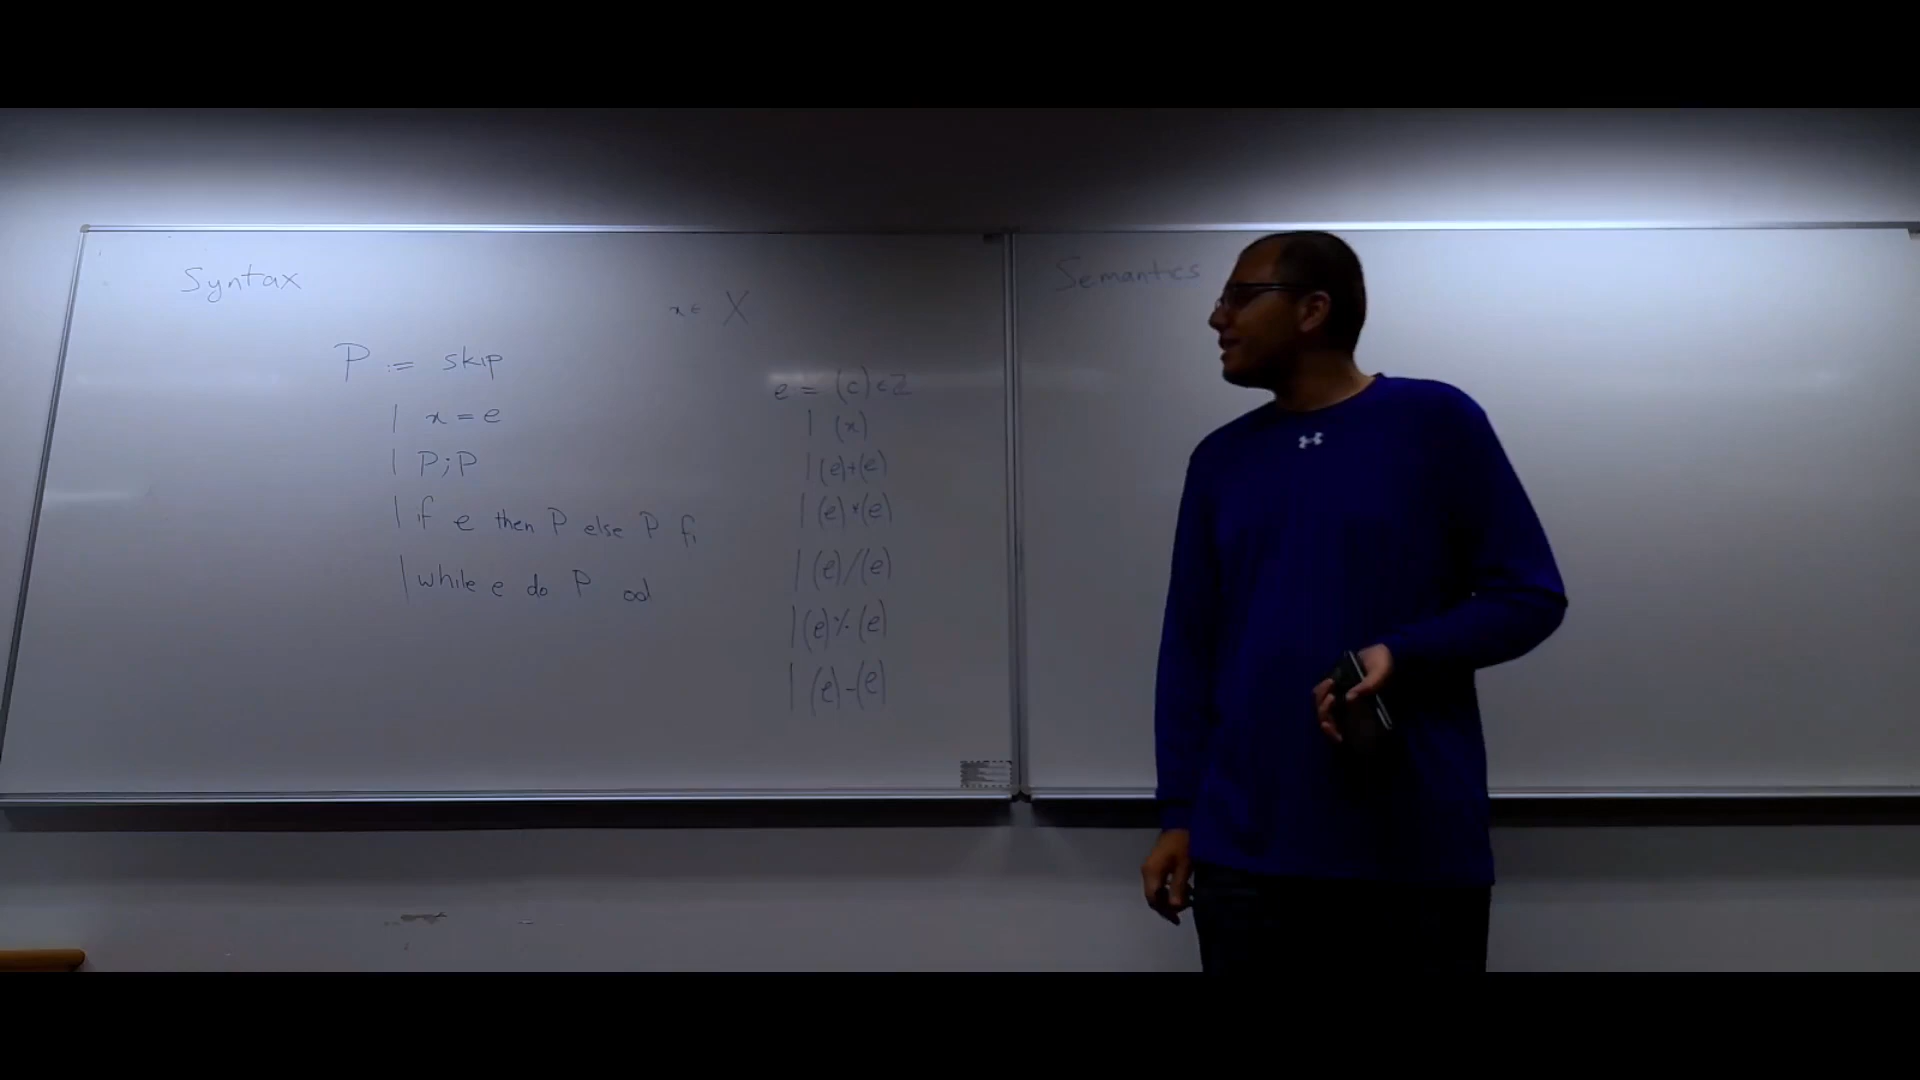 Syntax
x ∈ X
P := skip
| x = e
| P;P
| if e then P else P fi
| while e do P od
e = (c) ∈ Z
| (x)
| (e)+(e)
| (e)*(e)
| (e)/(e)
| (e)%(e)
| (e)-(e)
Semantics